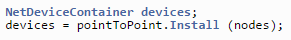 NetDeviceContainer devices;
devices = pointToPoint.Install (nodes);